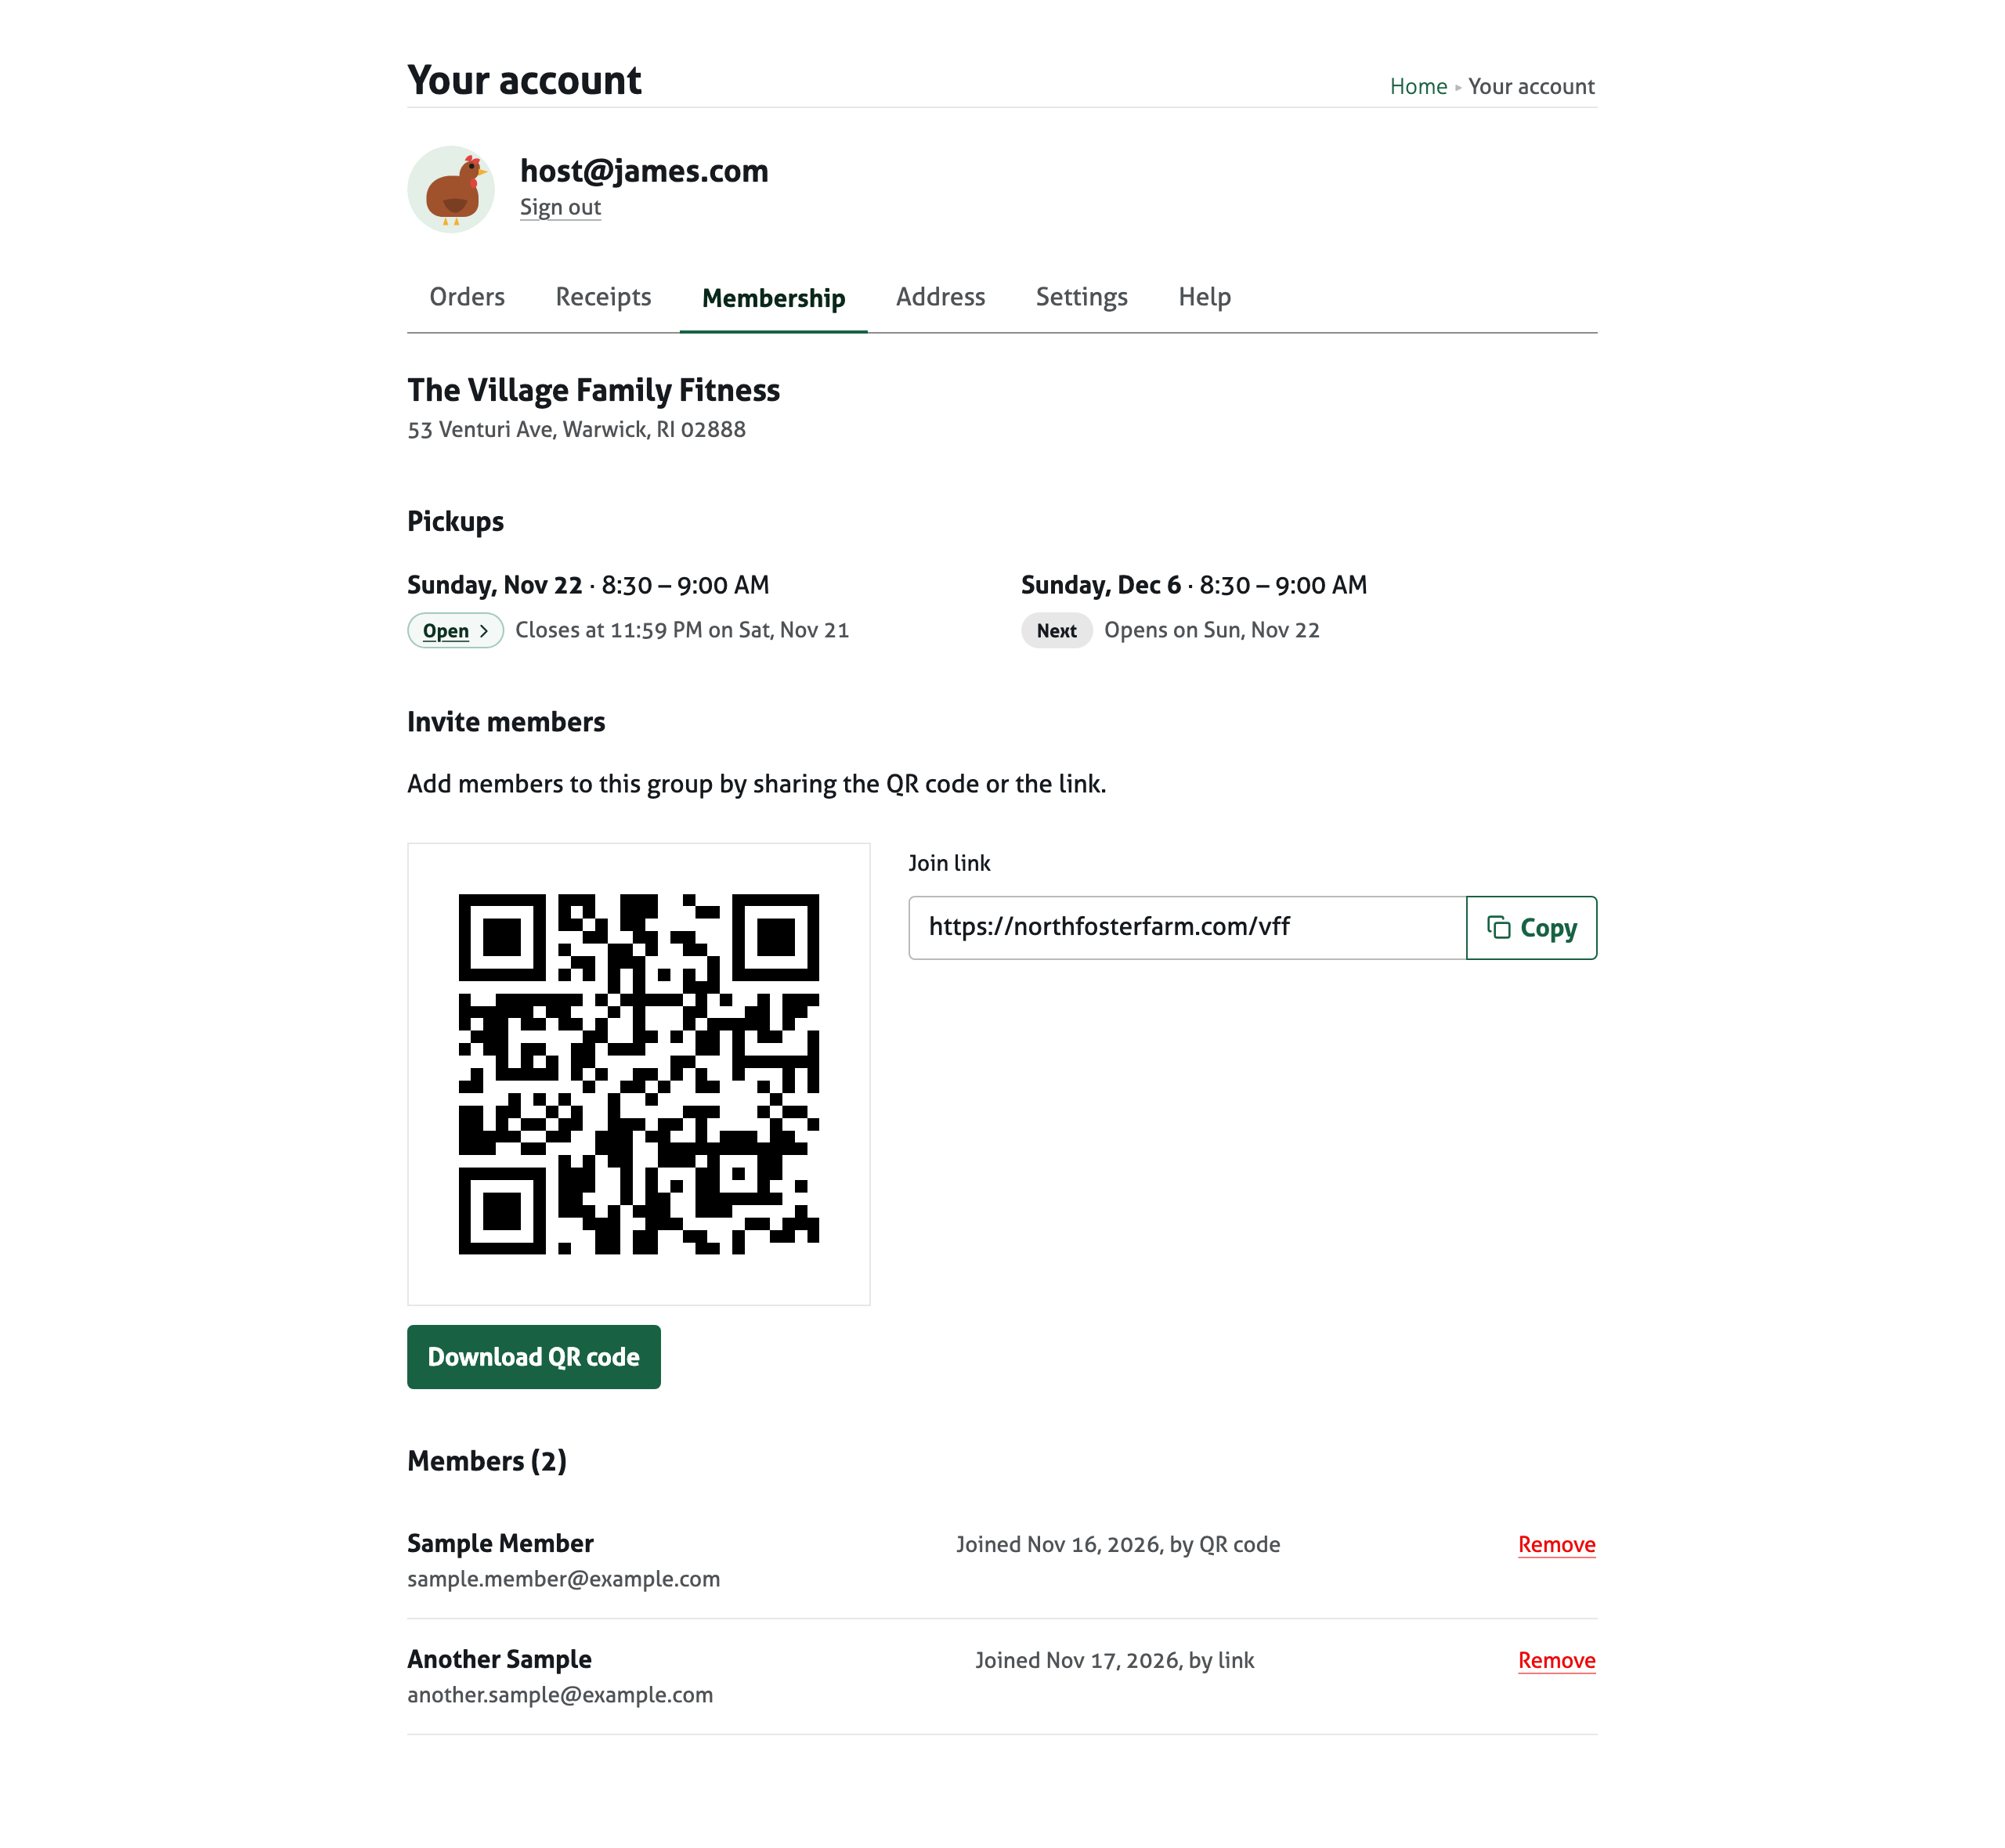 Your account
Home ▸ Your account
host@james.com
Sign out
Orders Receipts Membership Address Settings Help
The Village Family Fitness
53 Venturi Ave, Warwick, RI 02888
Pickups
Sunday, Nov 22 · 8:30 – 9:00 AM
Open >
Closes at 11:59 PM on Sat, Nov 21
Sunday, Dec 6 · 8:30 – 9:00 AM
Next
Opens on Sun, Nov 22
Invite members
Add members to this group by sharing the QR code or the link.
Join link
https://northfosterfarm.com/vff
Copy
Download QR code
Members (2)
Sample Member
sample.member@example.com
Joined Nov 16, 2026, by QR code
Remove
Another Sample
another.sample@example.com
Joined Nov 17, 2026, by link
Remove